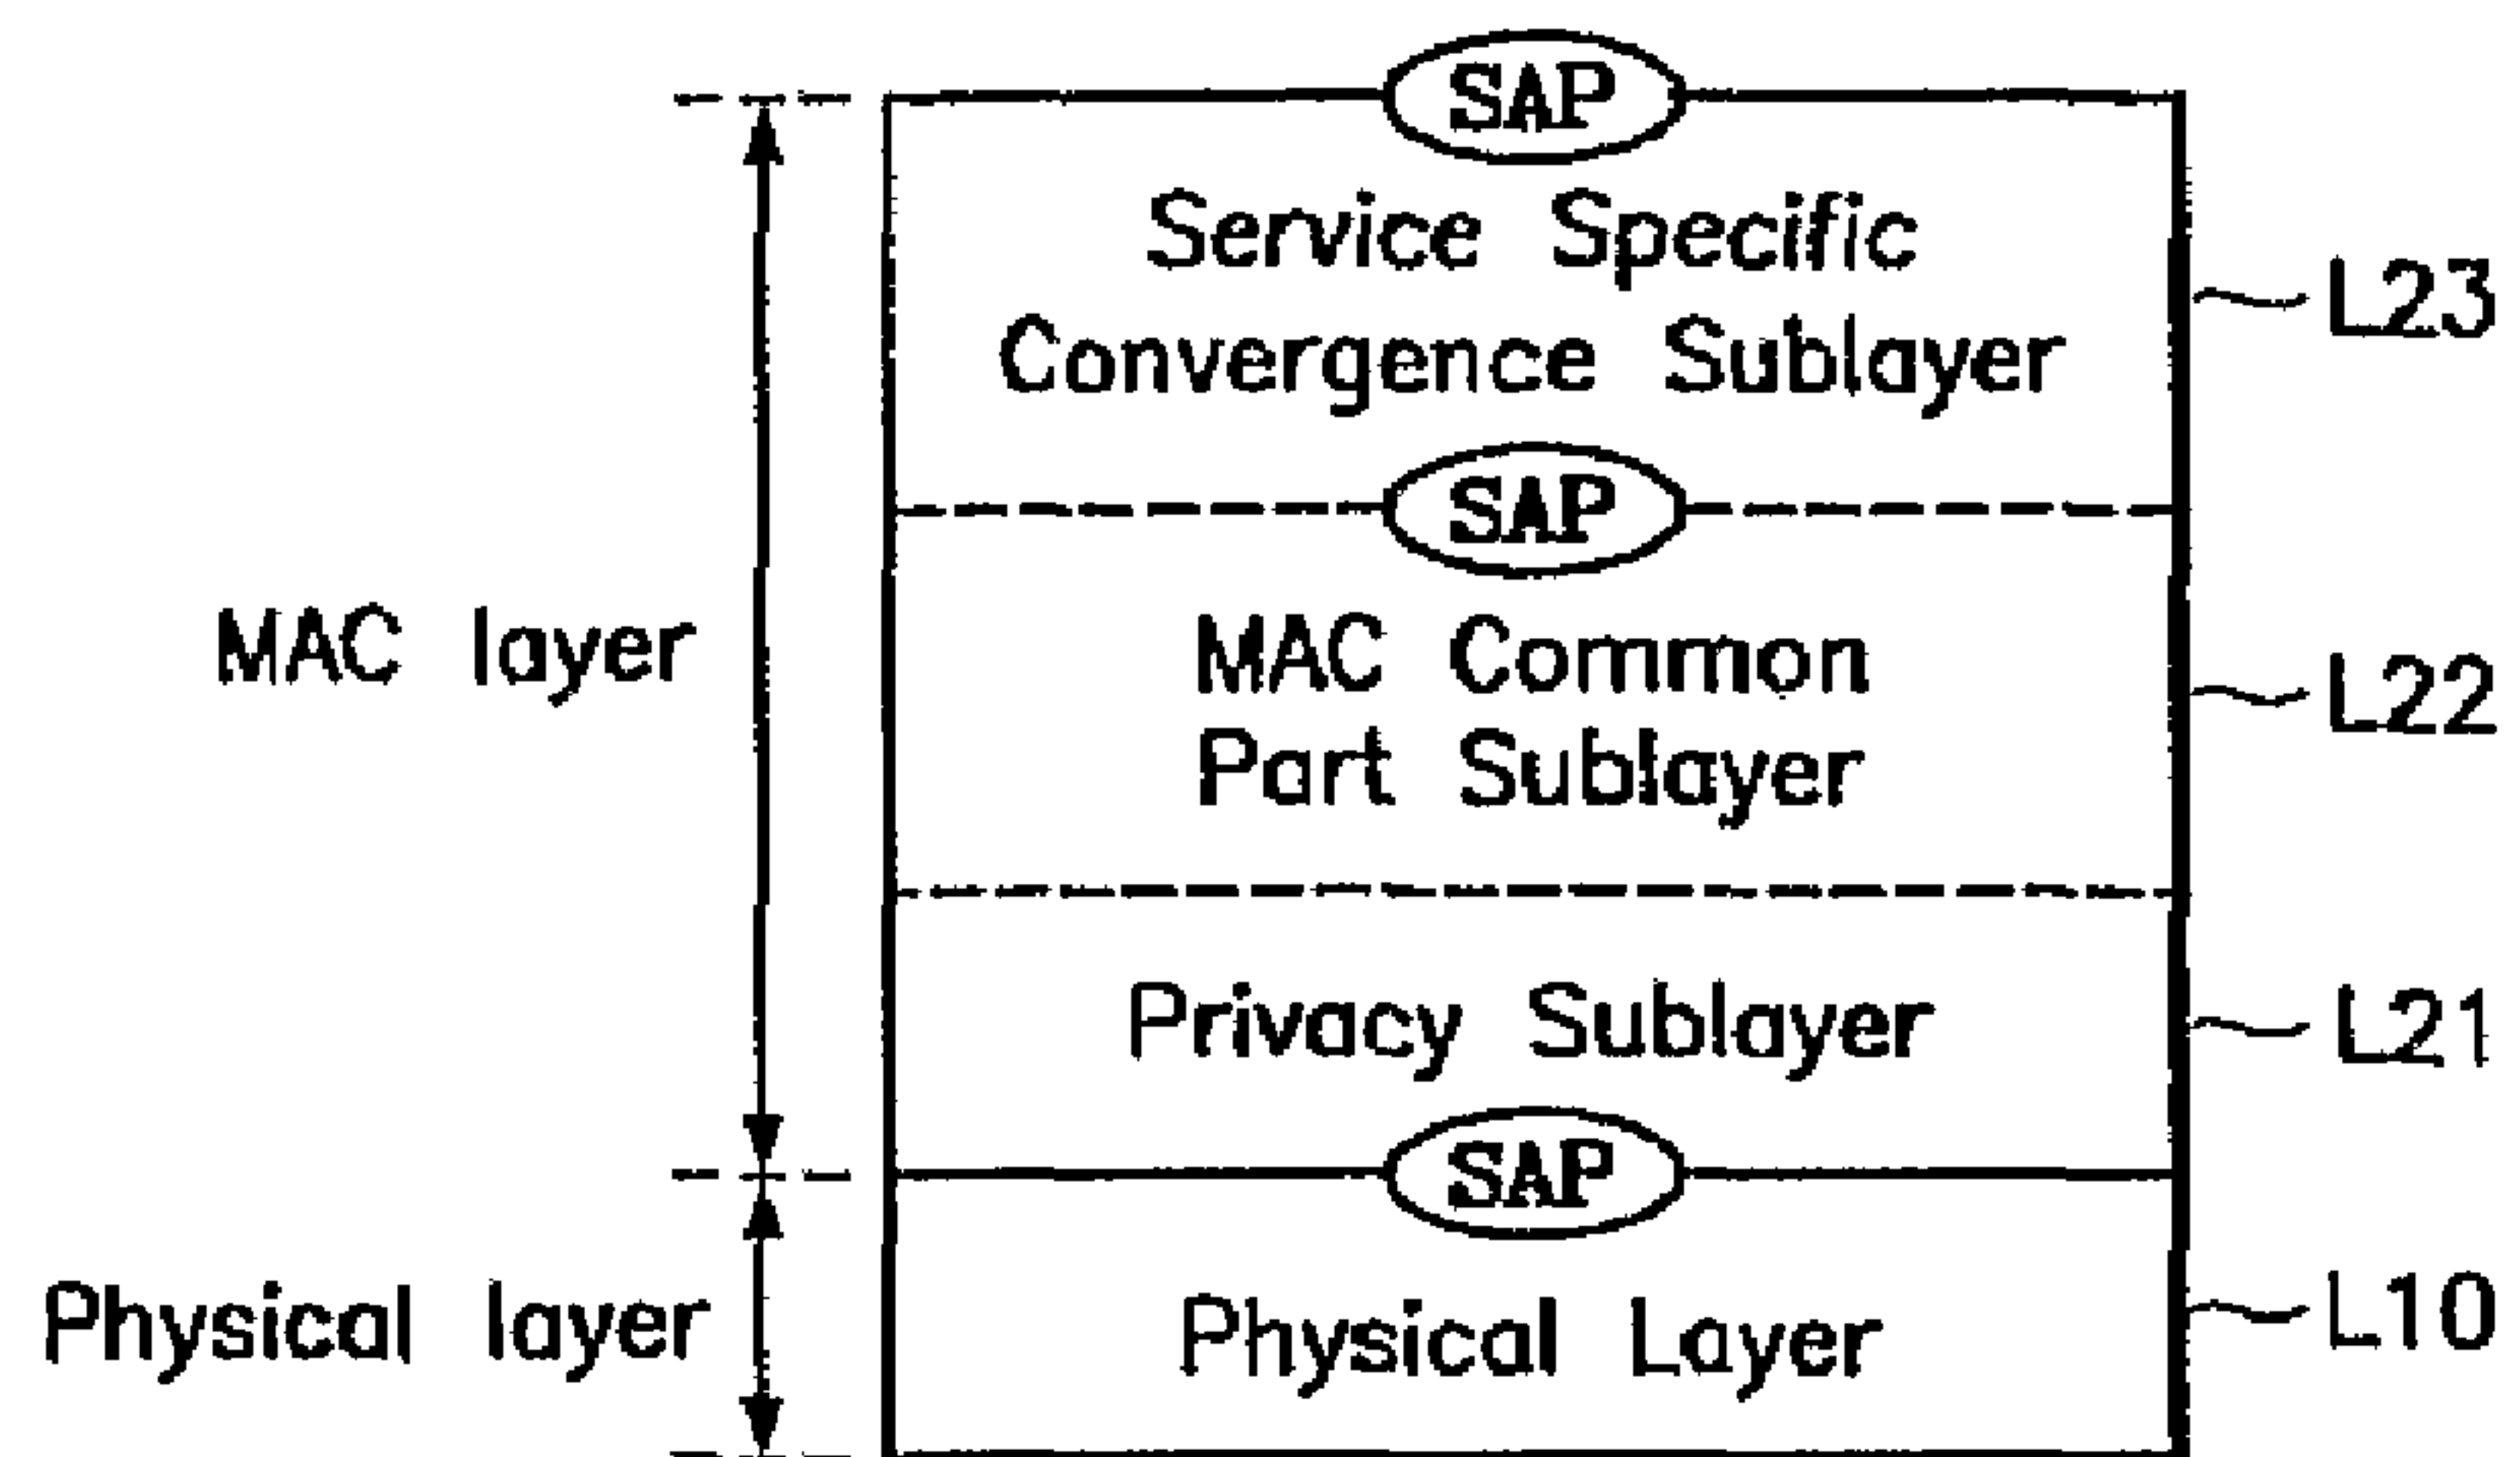 SAP
Service Specific
Convergence Sublayer
L23
SAP
MAC layer
MAC Common
Part Sublayer
L22
Privacy Sublayer
L21
SAP
Physical layer
Physical Layer
L10